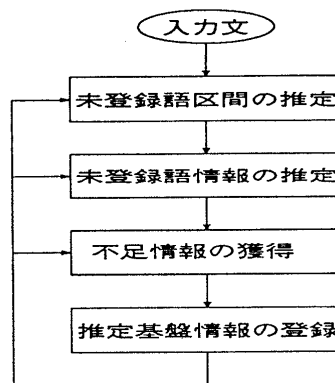 入力文
未登録語区間の推定
未登録語情報の推定
不足情報の獲得
推定基盤情報の登録